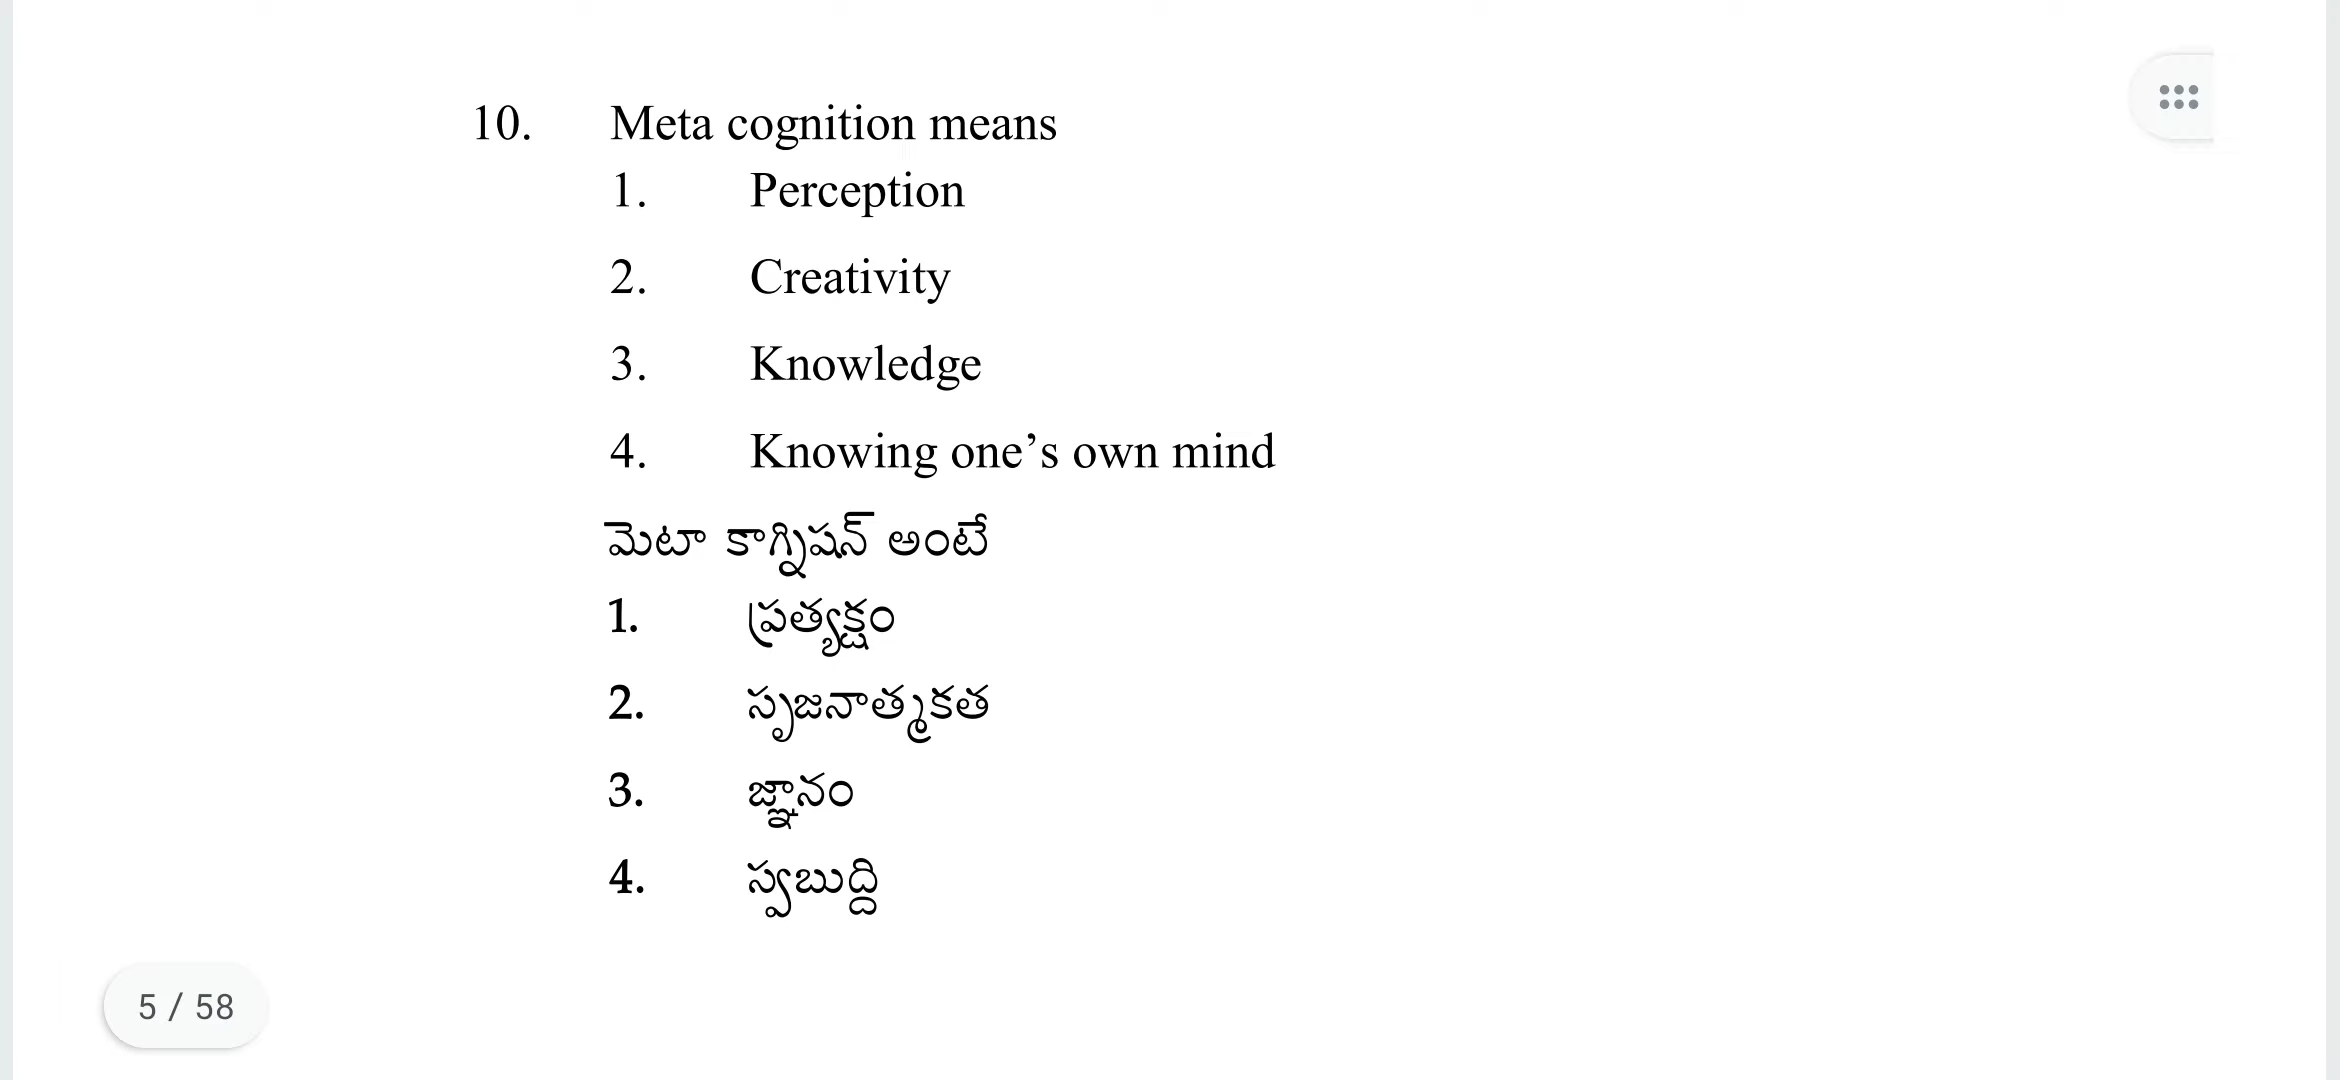 10. Meta cognition means
1. Perception
2. Creativity
3. Knowledge
4. Knowing one’s own mind
మెటా కాగ్నిషన్ అంటే
1. ప్రత్యక్షం
2. సృజనాత్మకత
3. జ్ఞానం
4. స్వబుద్ది
5 / 58